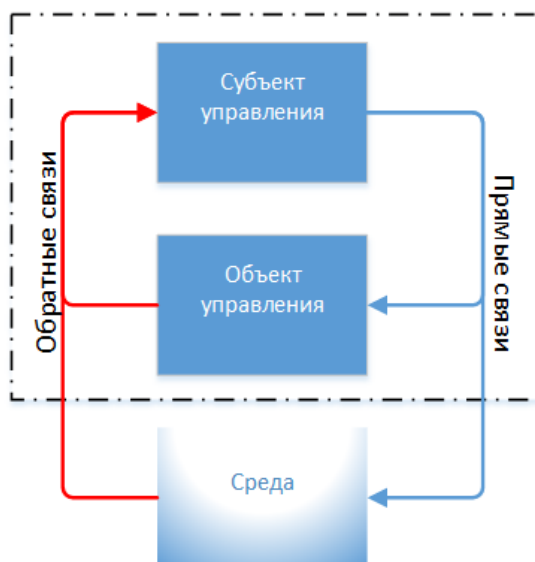 Субъект
управления
Обратные связи
Прямые связи
Объект
управления
Среда